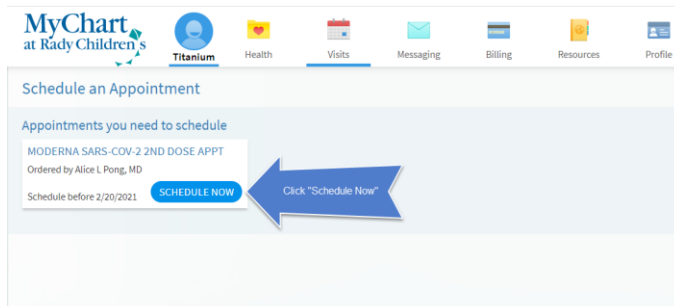 MyChart
at Rady Children's
Titanium
Health
Visits
Messaging
Billing
Resources
Profile
Schedule an Appointment
Appointments you need to schedule
MODERNA SARS-COV-2 2ND DOSE APPT
Ordered by Alice L Pong, MD
Schedule before 2/20/2021
SCHEDULE NOW
Click "Schedule Now"